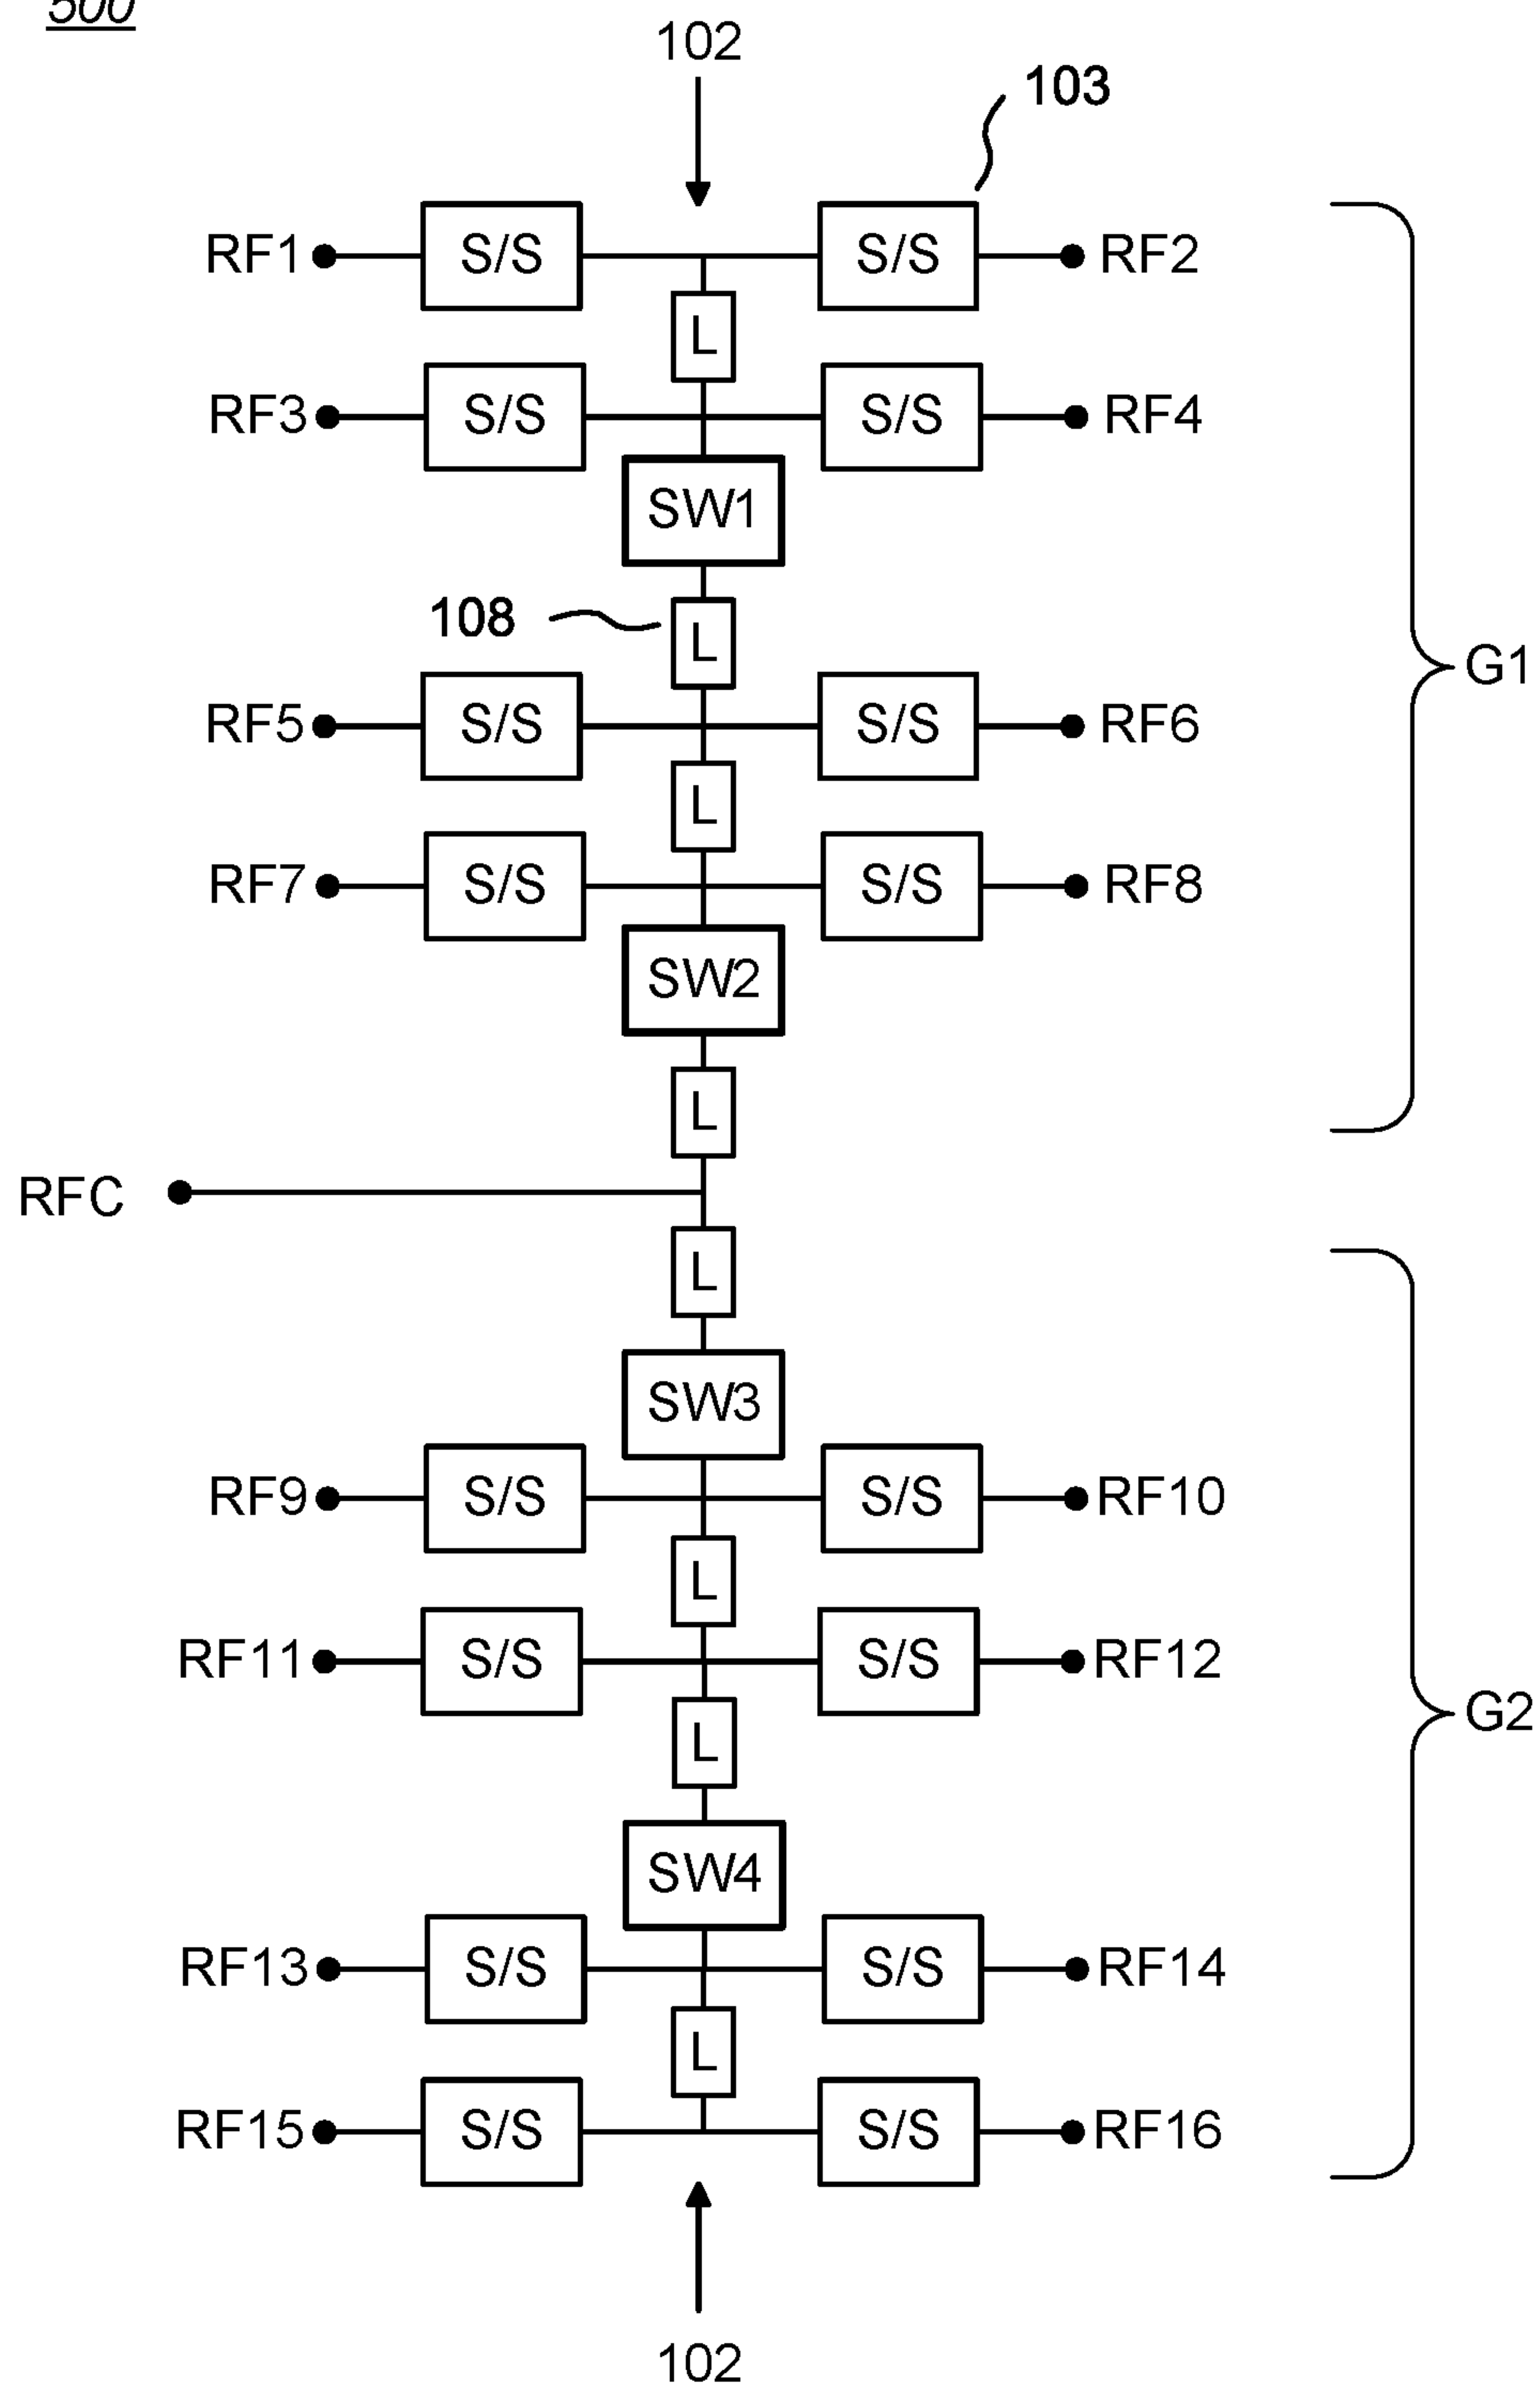 500
102
103
RF1 S/S S/S RF2
L
RF3 S/S S/S RF4
SW1
108 L
G1
RF5 S/S S/S RF6
L
RF7 S/S S/S RF8
SW2
L
RFC
L
SW3
RF9 S/S S/S RF10
L
RF11 S/S S/S RF12
G2
L
SW4
RF13 S/S S/S RF14
L
RF15 S/S S/S RF16
102